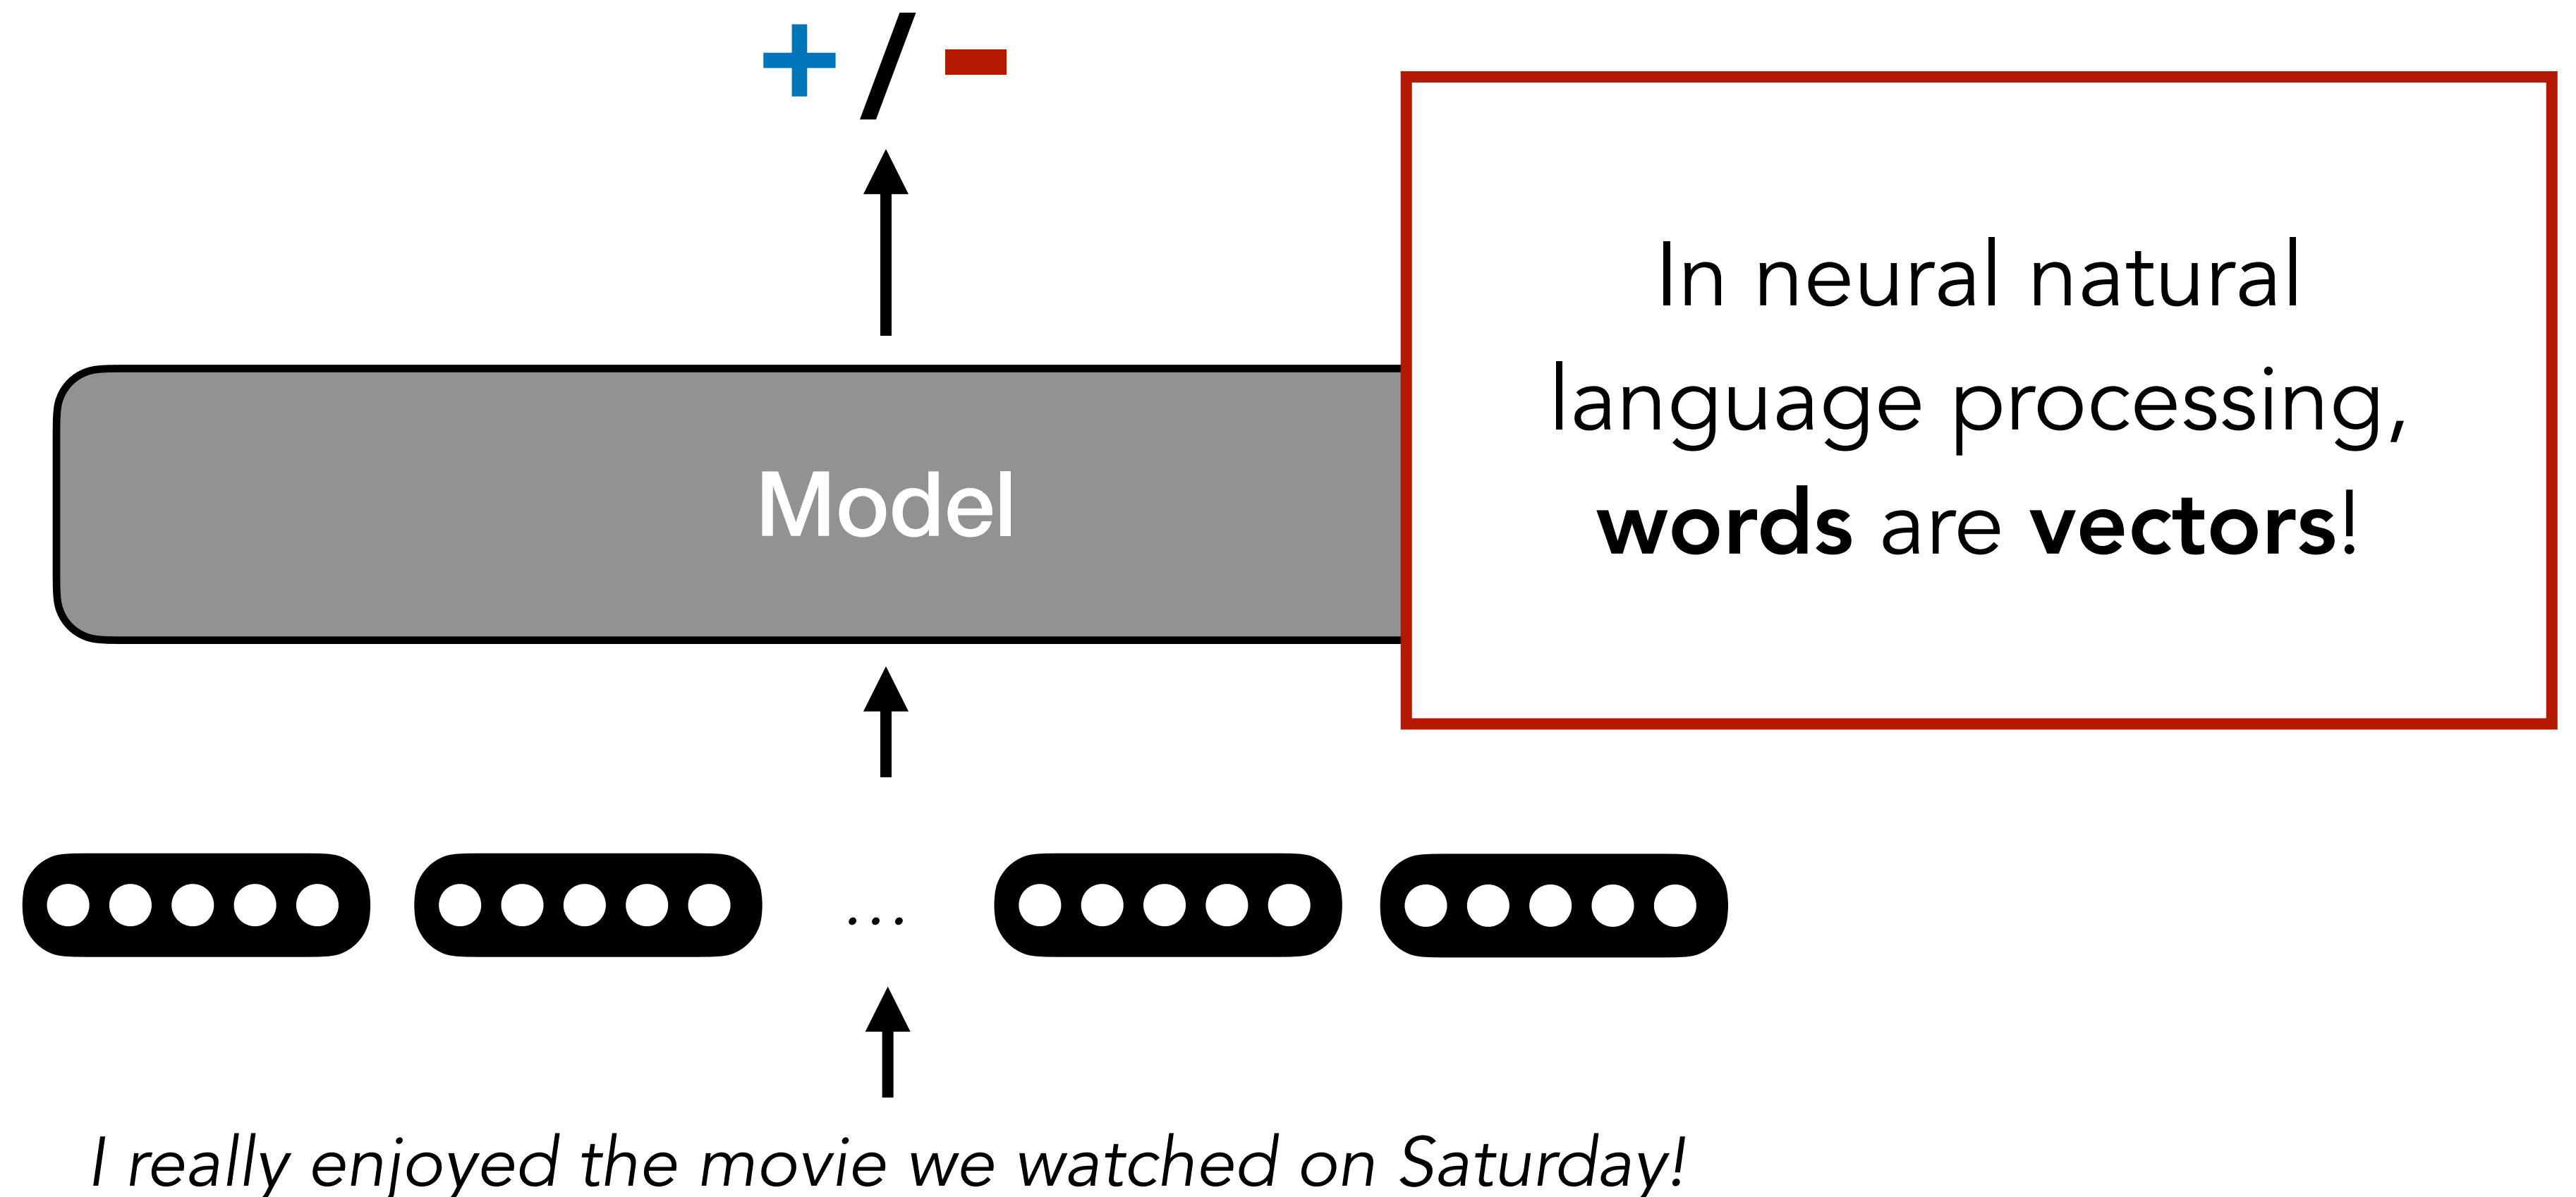 +/-
In neural natural
language processing,
words are vectors!
Model
...
I really enjoyed the movie we watched on Saturday!